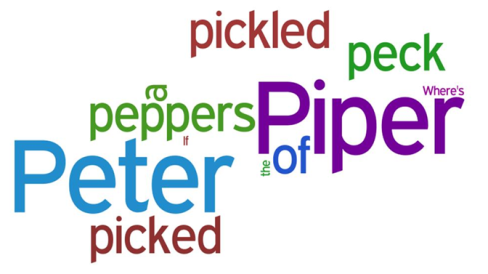 pickled
peck
Where's
a
peppers
Piper
If
the
of
Peter
picked